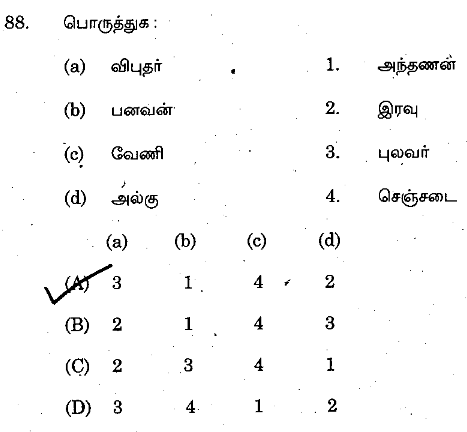 88. பொருத்துக :
(a) விபுதர் 1. அந்தணன்
(b) பனவன் 2. இரவு
(c) வேணி 3. புலவர்
(d) அல்கு 4. செஞ்சடை
(a) (b) (c) (d)
(A) 3 1 4 2
(B) 2 1 4 3
(C) 2 3 4 1
(D) 3 4 1 2